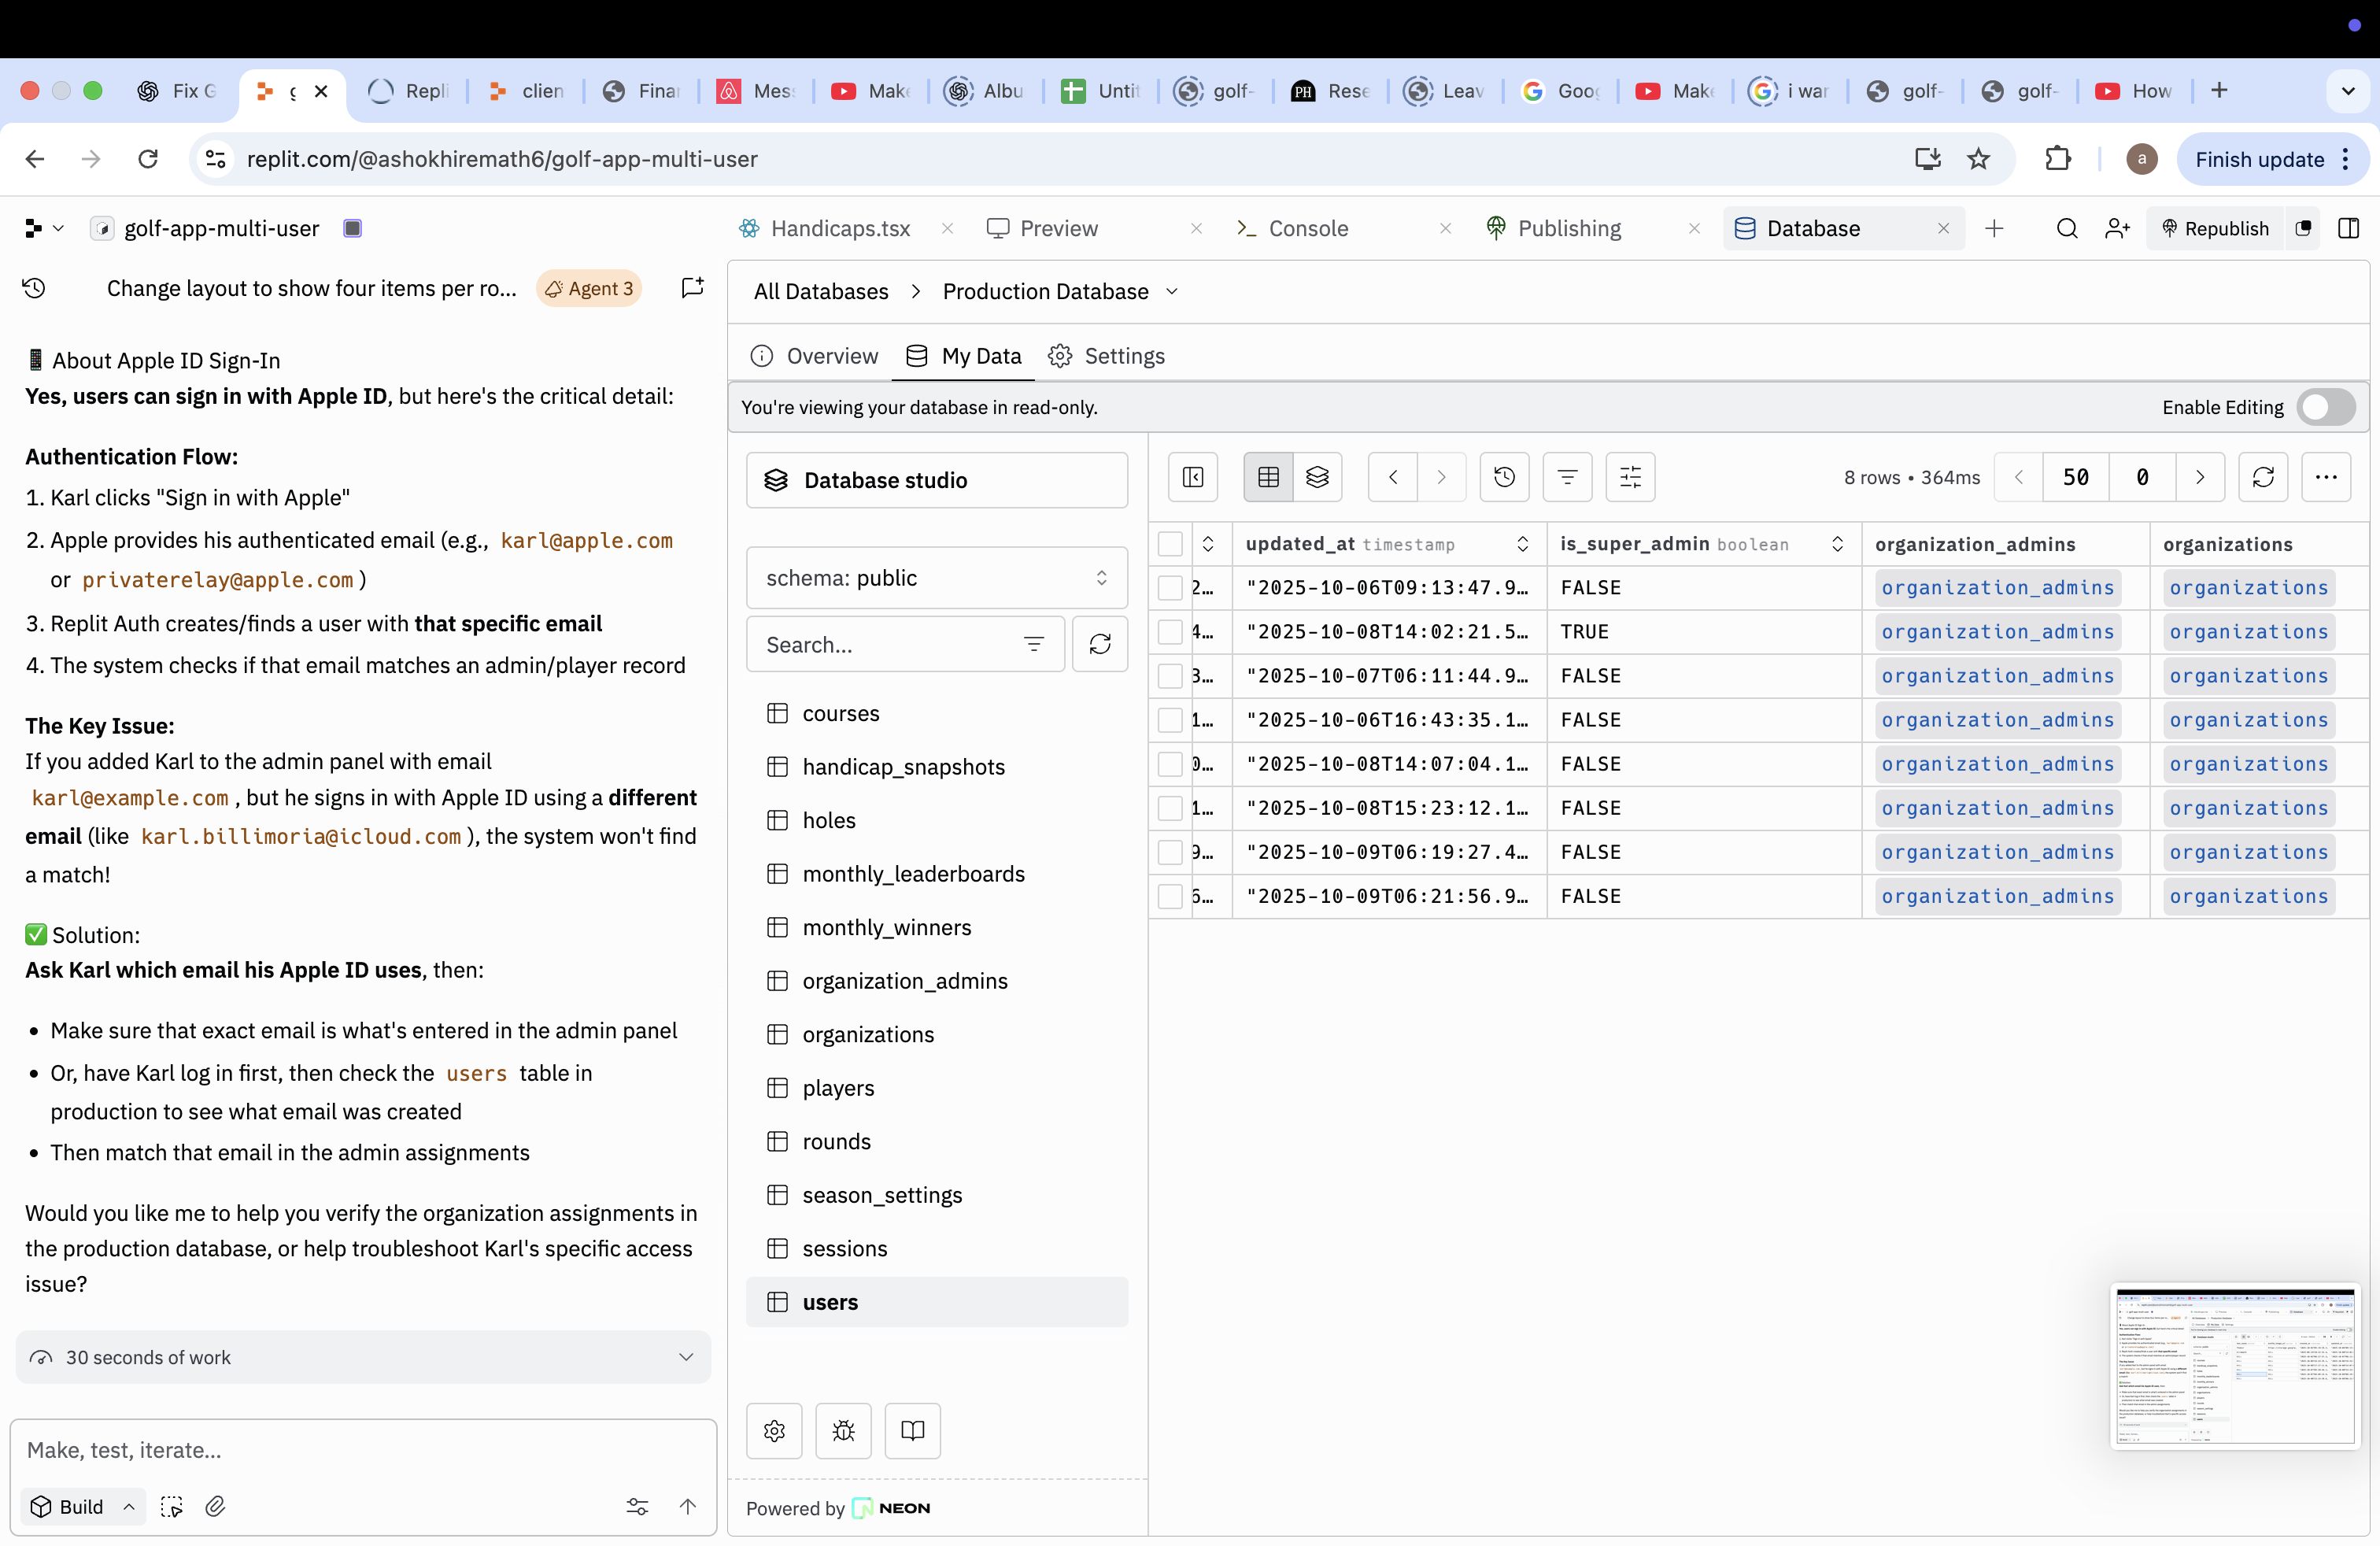 Fix G
g
Repli
clien
Finan
Mess
Make
Albu
Untit
golf-
PH Rese
Leav
Goog
Make
i war
golf-
golf-
How
replit.com/@ashokhiremath6/golf-app-multi-user
a
Finish update
golf-app-multi-user
Handicaps.tsx
Preview
Console
Publishing
Database
Republish
Change layout to show four items per ro...
Agent 3
📱 About Apple ID Sign-In
Yes, users can sign in with Apple ID, but here's the critical detail:
Authentication Flow:
1. Karl clicks "Sign in with Apple"
2. Apple provides his authenticated email (e.g., karl@apple.com
or privaterelay@apple.com )
3. Replit Auth creates/finds a user with that specific email
4. The system checks if that email matches an admin/player record
The Key Issue:
If you added Karl to the admin panel with email
karl@example.com , but he signs in with Apple ID using a different
email (like karl.billimoria@icloud.com ), the system won't find
a match!
✅ Solution:
Ask Karl which email his Apple ID uses, then:
• Make sure that exact email is what's entered in the admin panel
• Or, have Karl log in first, then check the users table in
production to see what email was created
• Then match that email in the admin assignments
Would you like me to help you verify the organization assignments in
the production database, or help troubleshoot Karl's specific access
issue?
30 seconds of work
Make, test, iterate...
Build
All Databases > Production Database
Overview
My Data
Settings
You're viewing your database in read-only.
Enable Editing
Database studio
schema: public
Search...
courses
handicap_snapshots
holes
monthly_leaderboards
monthly_winners
organization_admins
organizations
players
rounds
season_settings
sessions
users
Powered by NEON
8 rows • 364ms
50
0
updated_at timestamp is_super_admin boolean organization_admins organizations
2... "2025-10-06T09:13:47.9... FALSE organization_admins organizations
4... "2025-10-08T14:02:21.5... TRUE organization_admins organizations
3... "2025-10-07T06:11:44.9... FALSE organization_admins organizations
1... "2025-10-06T16:43:35.1... FALSE organization_admins organizations
0... "2025-10-08T14:07:04.1... FALSE organization_admins organizations
1... "2025-10-08T15:23:12.1... FALSE organization_admins organizations
9... "2025-10-09T06:19:27.4... FALSE organization_admins organizations
6... "2025-10-09T06:21:56.9... FALSE organization_admins organizations